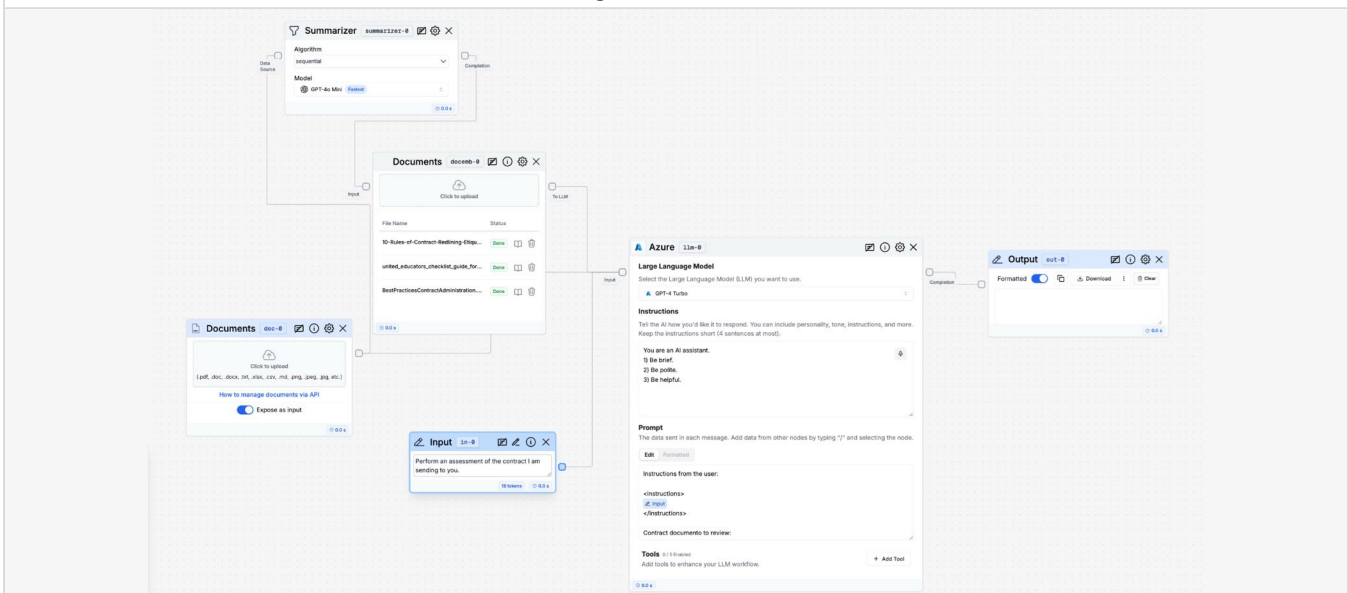 Summarizer summarizer-0
Algorithm
sequential
Model
GPT-4o Mini Fastest
0.0 s
Data Source
Completion
Documents docemb-0
Click to upload
File Name Status
10-Rules-of-Contract-Redlining-Etiqu... Done
united_educators_checklist_guide_for... Done
BestPracticesContractAdministration.... Done
0.0 s
Input
To LLM
Documents doc-0
Click to upload
(.pdf, .doc, .docx, .txt, .xlsx, .csv, .md, .png, .jpeg, .jpg, etc.)
How to manage documents via API
Expose as input
0.0 s
Input in-0
Perform an assessment of the contract I am
sending to you.
0.0 s
Input
Azure llm-0
Large Language Model
Select the Large Language Model (LLM) you want to use.
GPT-4 Turbo
Instructions
Tell the AI how you'd like it to respond. You can include personality, tone, instructions, and more.
Keep the instructions short (4 sentences at most).
You are an AI assistant.
1) Be brief.
2) Be polite.
3) Be helpful.
Prompt
The data sent in each message. Add data from other nodes by typing "/" and selecting the node.
Edit Formatted
Instructions from the user:
<instructions>
Input
</instructions>
Contract documento to review:
Tools 0 / 5 Enabled
Add tools to enhance your LLM workflow.
+ Add Tool
0.0 s
Completion
Output out-0
Formatted Download Clear
0.0 s